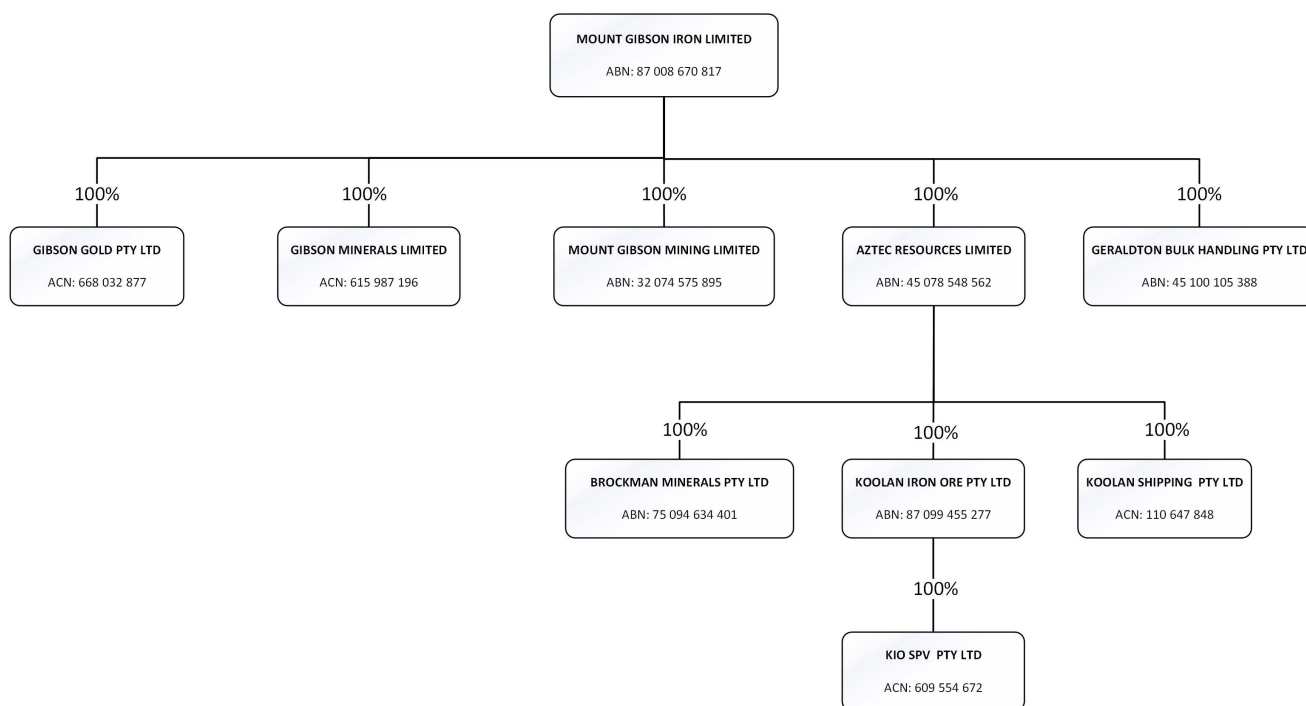 MOUNT GIBSON IRON LIMITED
ABN: 87 008 670 817
100%
100%
100%
100%
100%
GIBSON GOLD PTY LTD
ACN: 668 032 877
GIBSON MINERALS LIMITED
ACN: 615 987 196
MOUNT GIBSON MINING LIMITED
ABN: 32 074 575 895
AZTEC RESOURCES LIMITED
ABN: 45 078 548 562
GERALDTON BULK HANDLING PTY LTD
ABN: 45 100 105 388
100%
100%
100%
BROCKMAN MINERALS PTY LTD
ABN: 75 094 634 401
KOOLAN IRON ORE PTY LTD
ABN: 87 099 455 277
KOOLAN SHIPPING  PTY LTD
ACN: 110 647 848
100%
KIO SPV  PTY LTD
ACN: 609 554 672